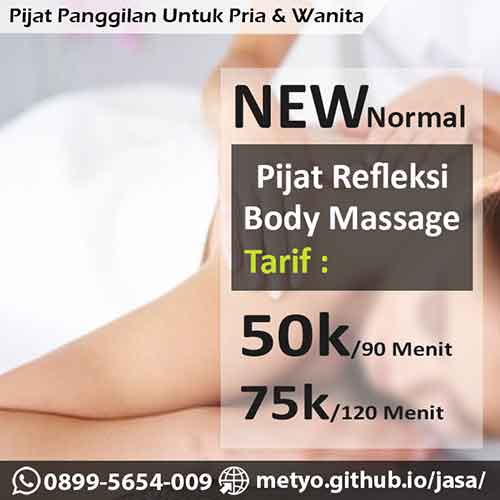 Pijat Panggilan Untuk Pria & Wanita
NEW Normal
Pijat Refleksi
Body Massage
Tarif :
50k/90 Menit
75k/120 Menit
0899-5654-009 metyo.github.io/jasa/